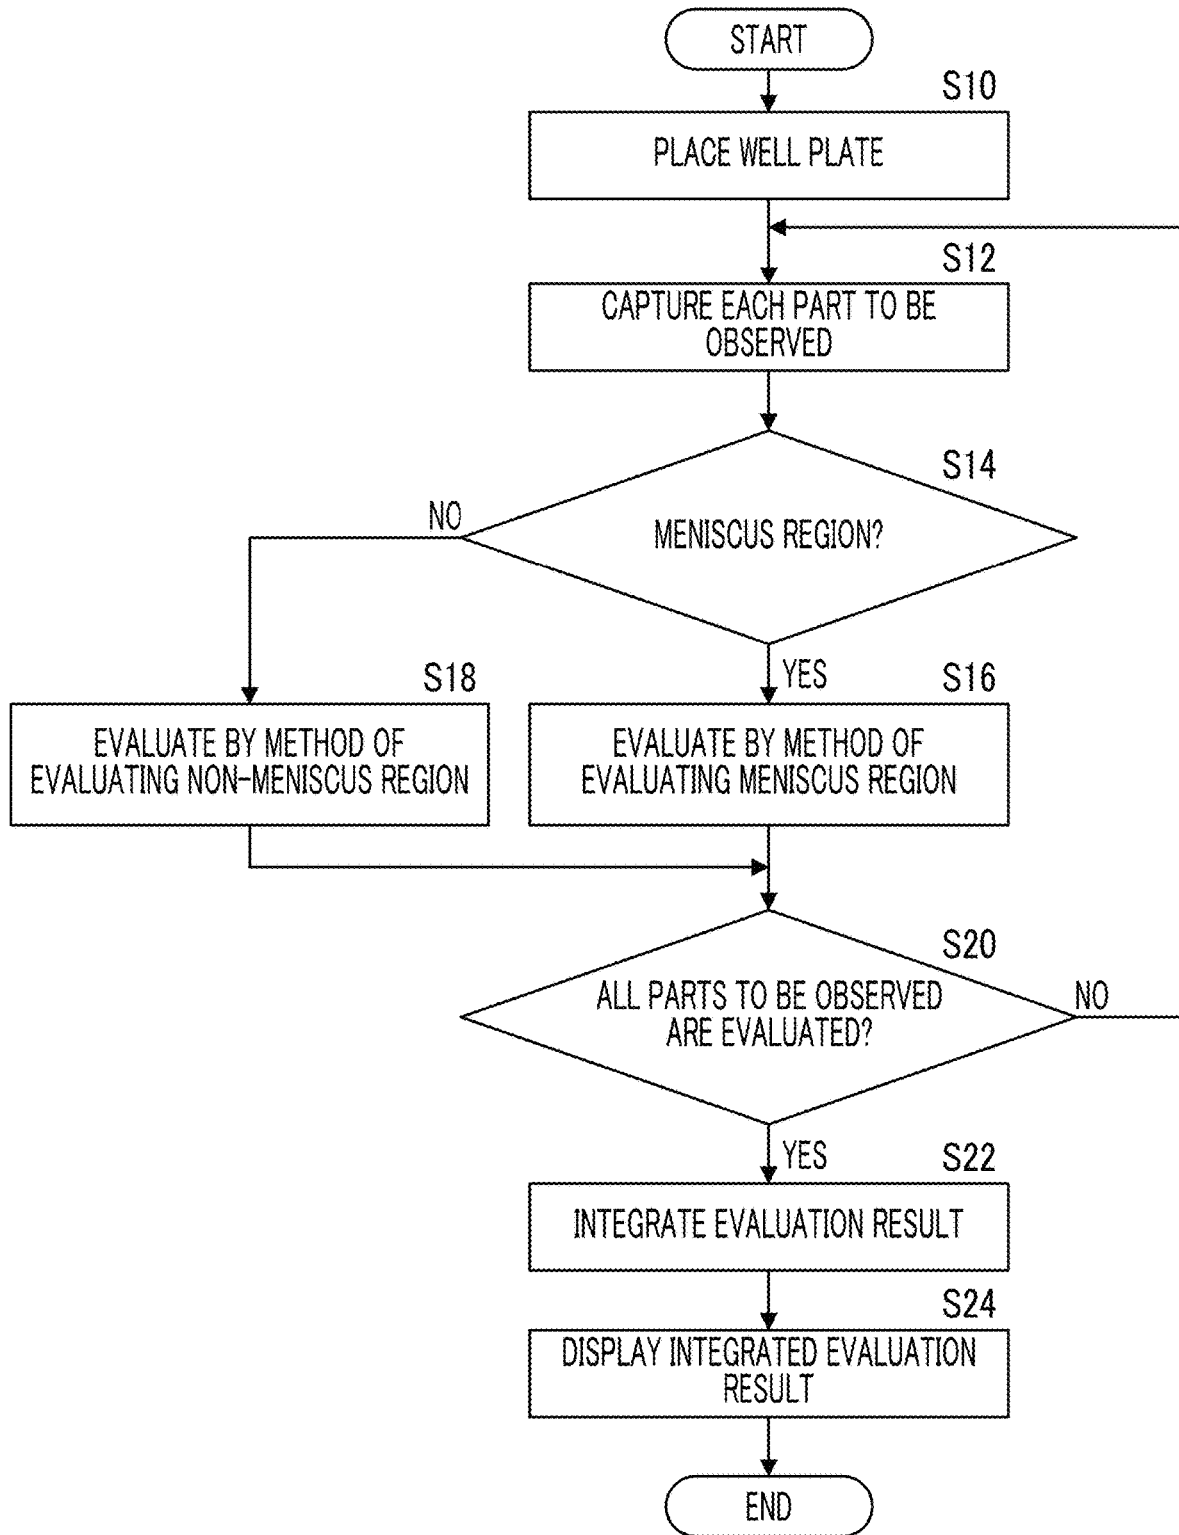 START
S10
PLACE WELL PLATE
S12
CAPTURE EACH PART TO BE
OBSERVED
S14
MENISCUS REGION?
NO
YES
S18
EVALUATE BY METHOD OF
EVALUATING NON-MENISCUS REGION
S16
EVALUATE BY METHOD OF
EVALUATING MENISCUS REGION
S20
ALL PARTS TO BE OBSERVED
ARE EVALUATED?
NO
YES
S22
INTEGRATE EVALUATION RESULT
S24
DISPLAY INTEGRATED EVALUATION
RESULT
END